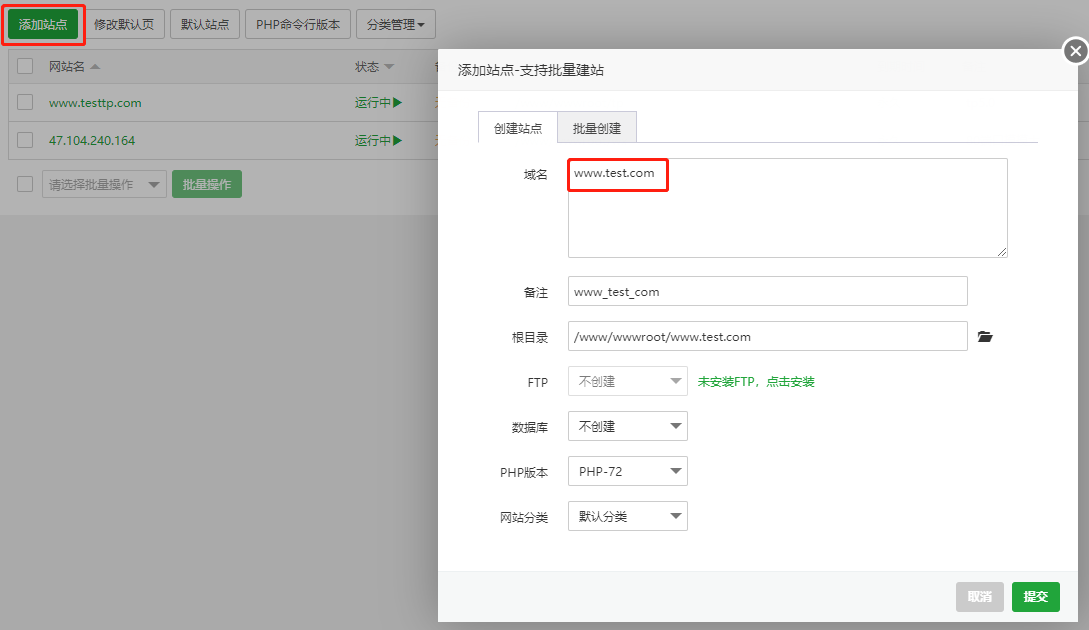 添加站点 修改默认页 默认站点 PHP命令行版本 分类管理
网站名 状态
www.testtp.com 运行中
47.104.240.164 运行中
请选择批量操作 批量操作
添加站点-支持批量建站
创建站点 批量创建
域名 www.test.com
备注 www_test_com
根目录 /www/wwwroot/www.test.com
FTP 不创建 未安装FTP，点击安装
数据库 不创建
PHP版本 PHP-72
网站分类 默认分类
取消 提交